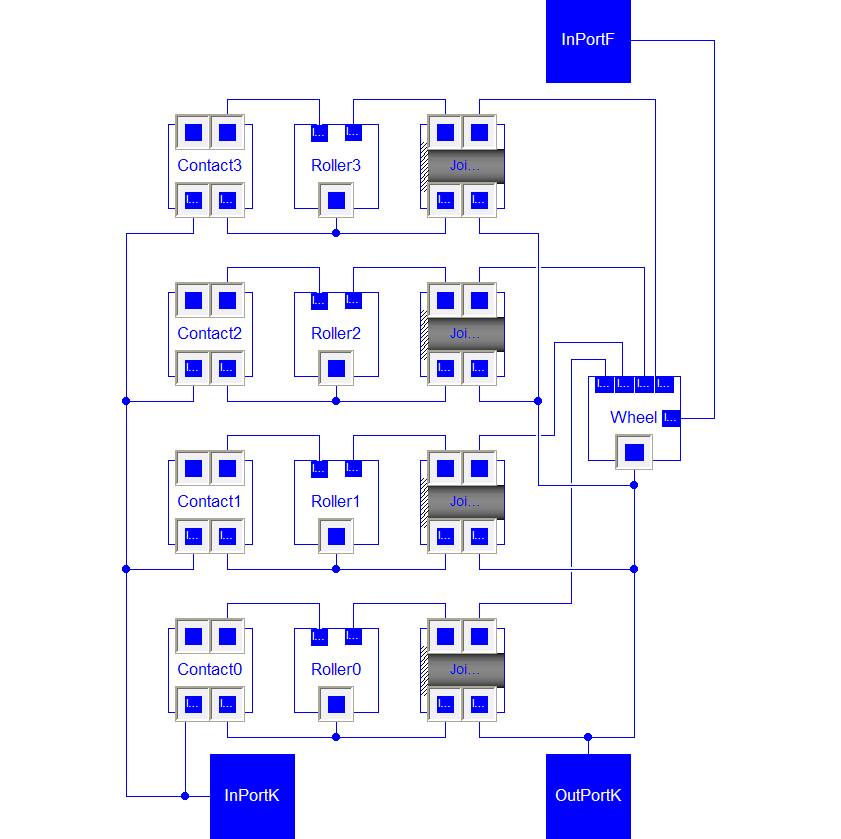 InPortF
I... I...
Contact3 Roller3 Joi...
I... I... I... I...
I... I...
Contact2 Roller2 Joi...
I... I... I... I...
I... I... I... I...
Wheel I...
I... I...
Contact1 Roller1 Joi...
I... I... I... I...
I... I...
Contact0 Roller0 Joi...
I... I... I... I...
InPortK OutPortK